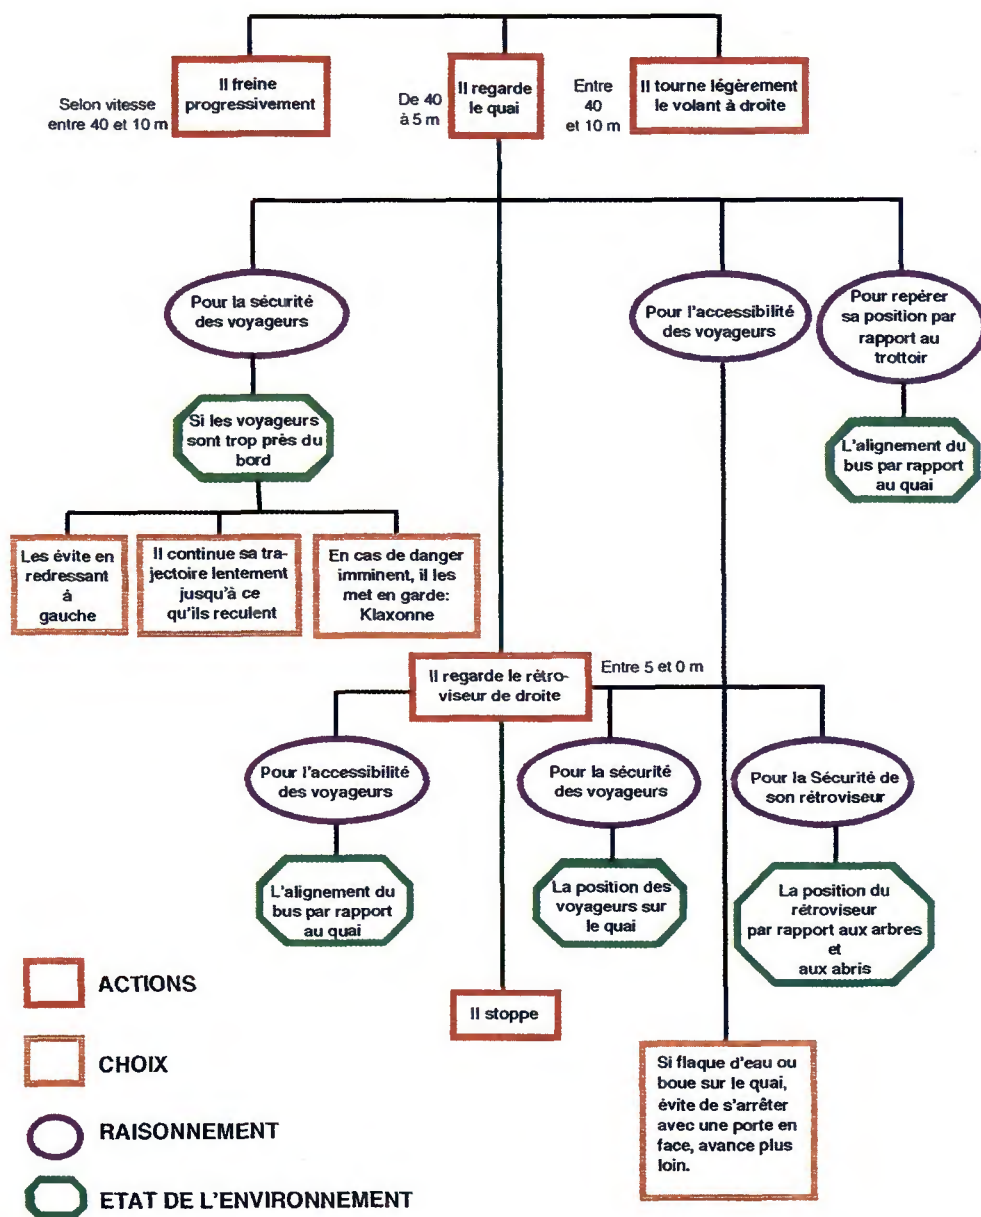 Il freine
progressivement
Selon vitesse
entre 40 et 10 m
Il regarde
le quai
De 40
à 5 m
Il tourne légèrement
le volant à droite
Entre
40
et 10 m
Pour la sécurité
des voyageurs
Pour l'accessibilité
des voyageurs
Pour repérer
sa position par
rapport au
trottoir
Si les voyageurs
sont trop près du
bord
L'alignement du
bus par rapport
au quai
Les évite en
redressant
à
gauche
Il continue sa tra-
jectoire lentement
jusqu'à ce
qu'ils reculent
En cas de danger
imminent, il les
met en garde:
Klaxonne
Il regarde le rétro-
viseur de droite
Entre 5 et 0 m
Pour l'accessibilité
des voyageurs
Pour la sécurité
des voyageurs
Pour la Sécurité de
son rétroviseur
L'alignement du
bus par rapport
au quai
La position des
voyageurs sur
le quai
La position du
rétroviseur
par rapport aux arbres
et
aux abris
Il stoppe
Si flaque d'eau ou
boue sur le quai,
évite de s'arrêter
avec une porte en
face, avance plus
loin.
ACTIONS
CHOIX
RAISONNEMENT
ETAT DE L'ENVIRONNEMENT